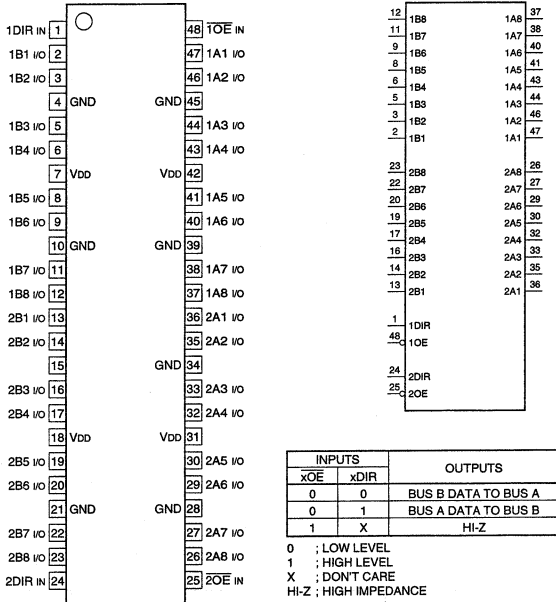 1DIR IN 1
48 1OE IN
1B1 I/O 2
47 1A1 I/O
1B2 I/O 3
46 1A2 I/O
4 GND
GND 45
1B3 I/O 5
44 1A3 I/O
1B4 I/O 6
43 1A4 I/O
7 VDD
VDD 42
1B5 I/O 8
41 1A5 I/O
1B6 I/O 9
40 1A6 I/O
10 GND
GND 39
1B7 I/O 11
38 1A7 I/O
1B8 I/O 12
37 1A8 I/O
2B1 I/O 13
36 2A1 I/O
2B2 I/O 14
35 2A2 I/O
15
GND 34
2B3 I/O 16
33 2A3 I/O
2B4 I/O 17
32 2A4 I/O
18 VDD
VDD 31
2B5 I/O 19
30 2A5 I/O
2B6 I/O 20
29 2A6 I/O
21 GND
GND 28
2B7 I/O 22
27 2A7 I/O
2B8 I/O 23
26 2A8 I/O
2DIR IN 24
25 2OE IN
12 1B8 1A8 37
11 1B7 1A7 38
9 1B6 1A6 40
8 1B5 1A5 41
6 1B4 1A4 43
5 1B3 1A3 44
3 1B2 1A2 46
2 1B1 1A1 47
23 2B8 2A8 26
22 2B7 2A7 27
20 2B6 2A6 29
19 2B5 2A5 30
17 2B4 2A4 32
16 2B3 2A3 33
14 2B2 2A2 35
13 2B1 2A1 36
1 1DIR
48 1OE
24 2DIR
25 2OE
INPUTS OUTPUTS
xOE xDIR
0 0 BUS B DATA TO BUS A
0 1 BUS A DATA TO BUS B
1 X HI-Z
0 ; LOW LEVEL
1 ; HIGH LEVEL
X ; DON'T CARE
HI-Z ; HIGH IMPEDANCE